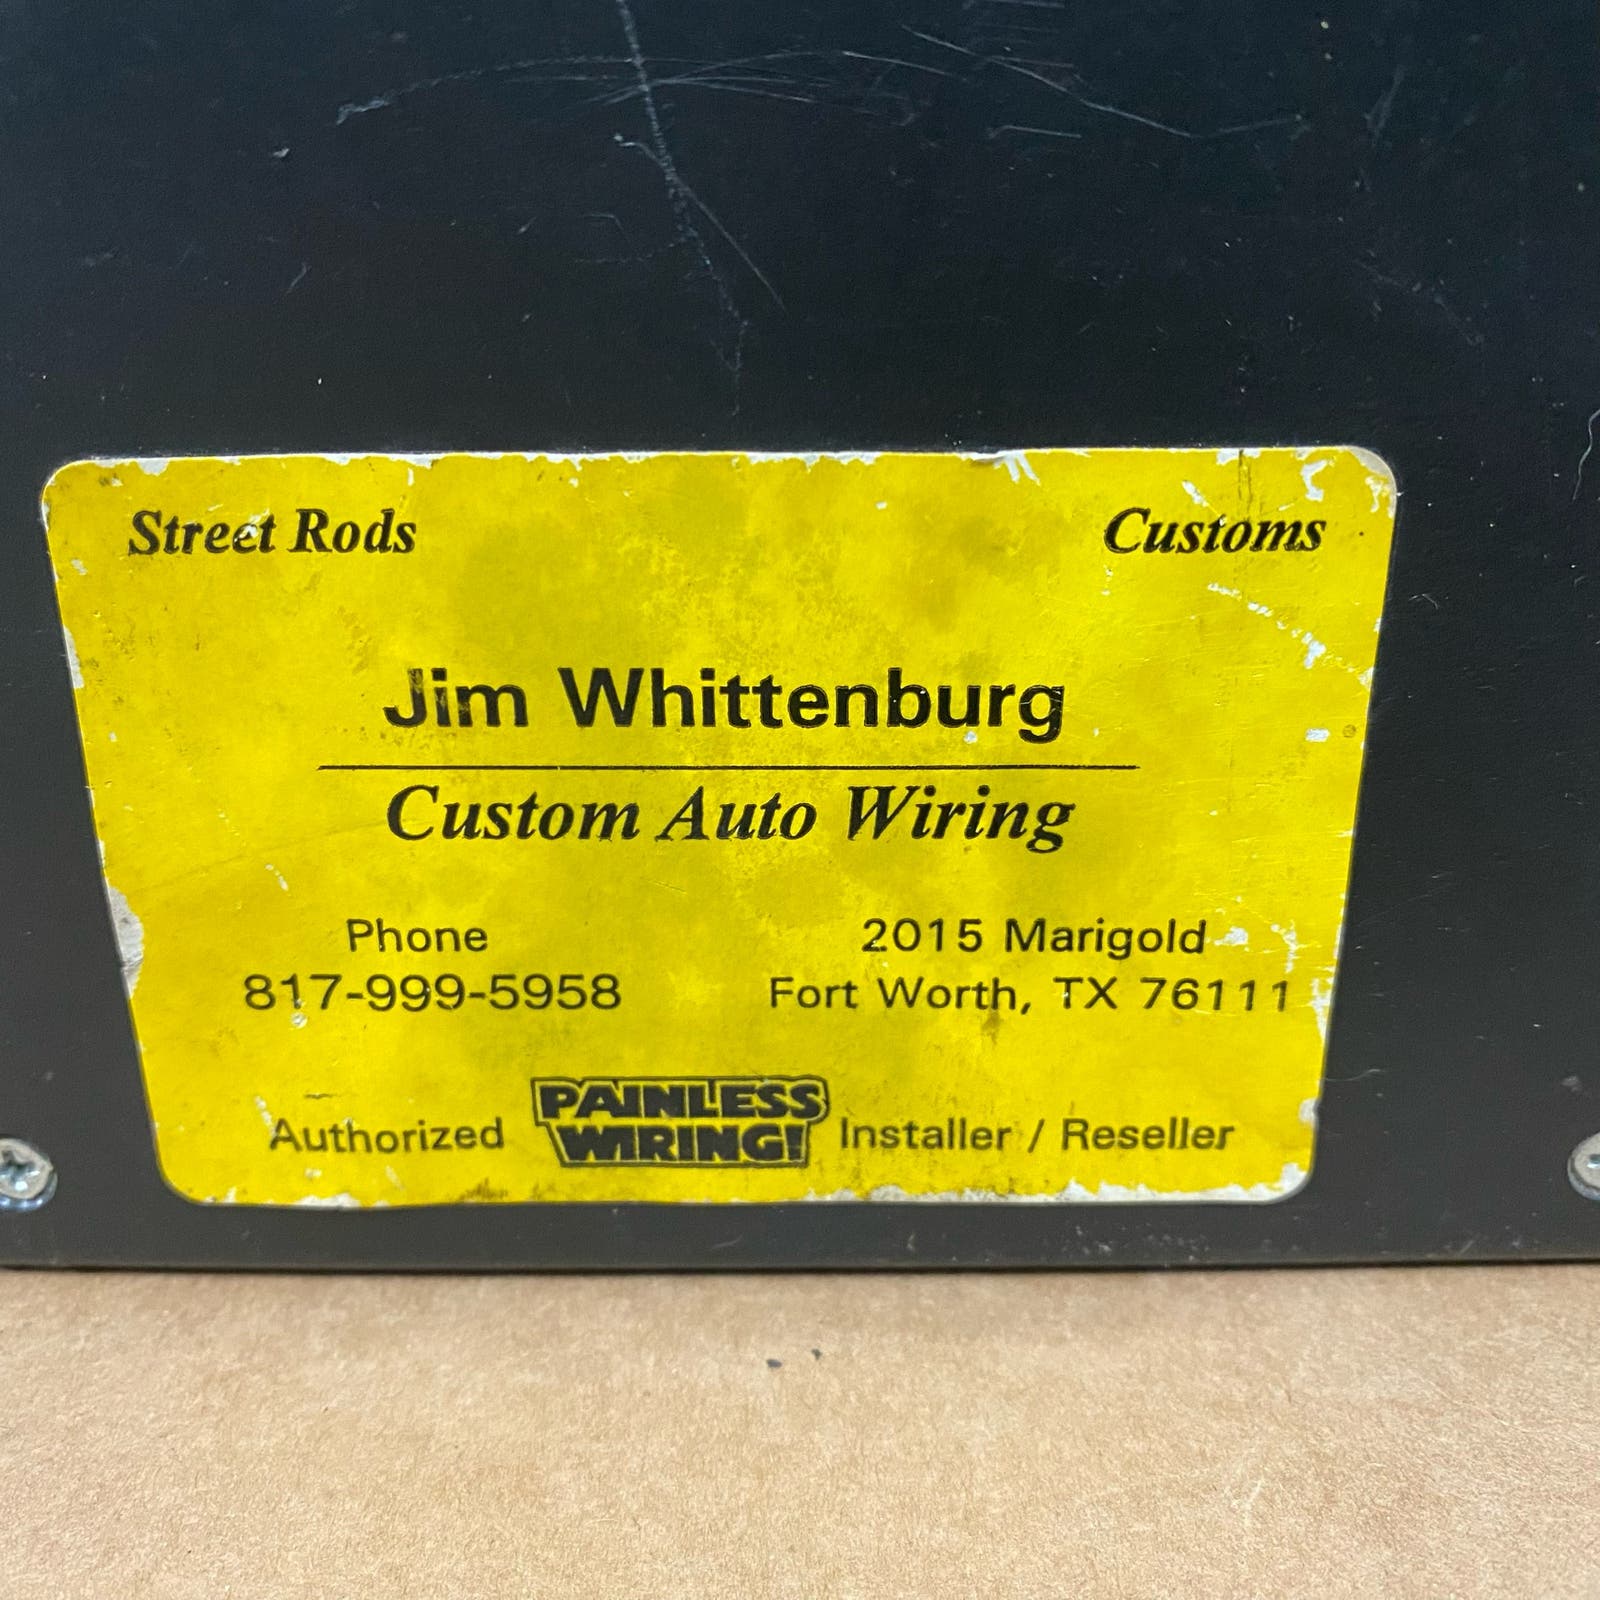 Street Rods Customs
Jim Whittenburg
Custom Auto Wiring
Phone
817-999-5958
2015 Marigold
Fort Worth, TX 76111
Authorized PAINLESS WIRING! Installer / Reseller